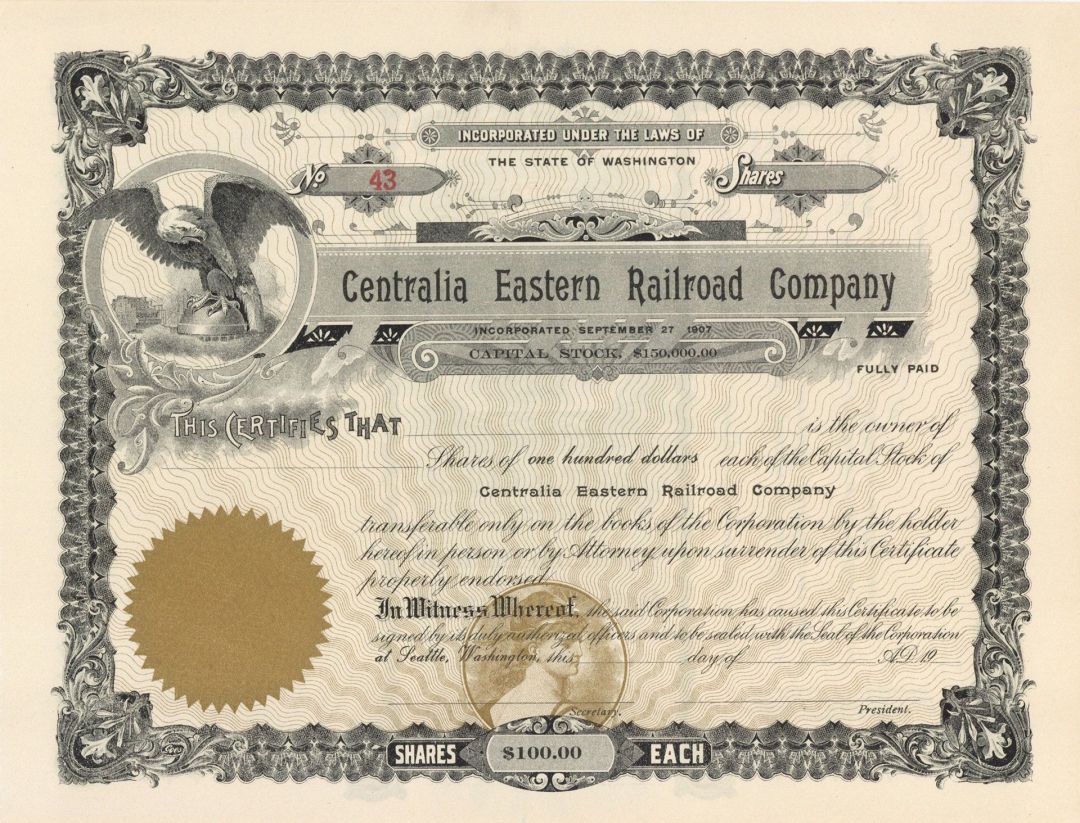 INCORPORATED UNDER THE LAWS OF
THE STATE OF WASHINGTON
No 43 Shares
Centralia Eastern Railroad Company
INCORPORATED SEPTEMBER 27 1907
CAPITAL STOCK, $150,000.00
FULLY PAID
THIS CERTIFIES THAT is the owner of
Shares of one hundred dollars each of the Capital Stock of
Centralia Eastern Railroad Company
transferable only on the books of the Corporation by the holder
hereof in person or by Attorney upon surrender of this Certificate
properly endorsed.
In Witness Whereof, the said Corporation has caused this Certificate to be
signed by its duly authorized officers and to be sealed with the Seal of the Corporation
at Seattle, Washington, this day of A.D. 19
Secretary. President.
SHARES $100.00 EACH